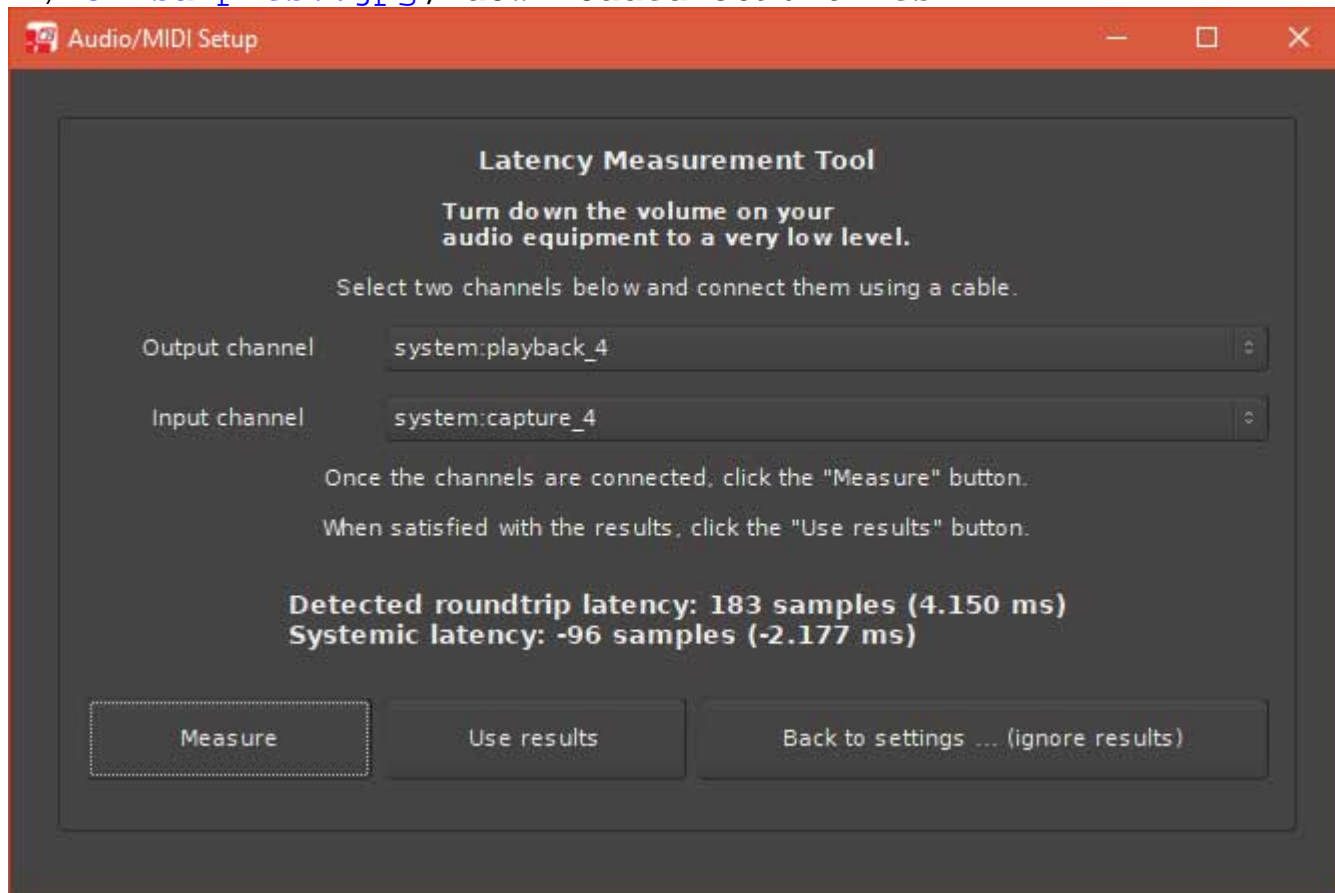 Audio/MIDI Setup
Latency Measurement Tool
Turn down the volume on your
audio equipment to a very low level.
Select two channels below and connect them using a cable.
Output channel system:playback_4
Input channel system:capture_4
Once the channels are connected, click the "Measure" button.
When satisfied with the results, click the "Use results" button.
Detected roundtrip latency: 183 samples (4.150 ms)
Systemic latency: -96 samples (-2.177 ms)
Measure Use results Back to settings ... (ignore results)